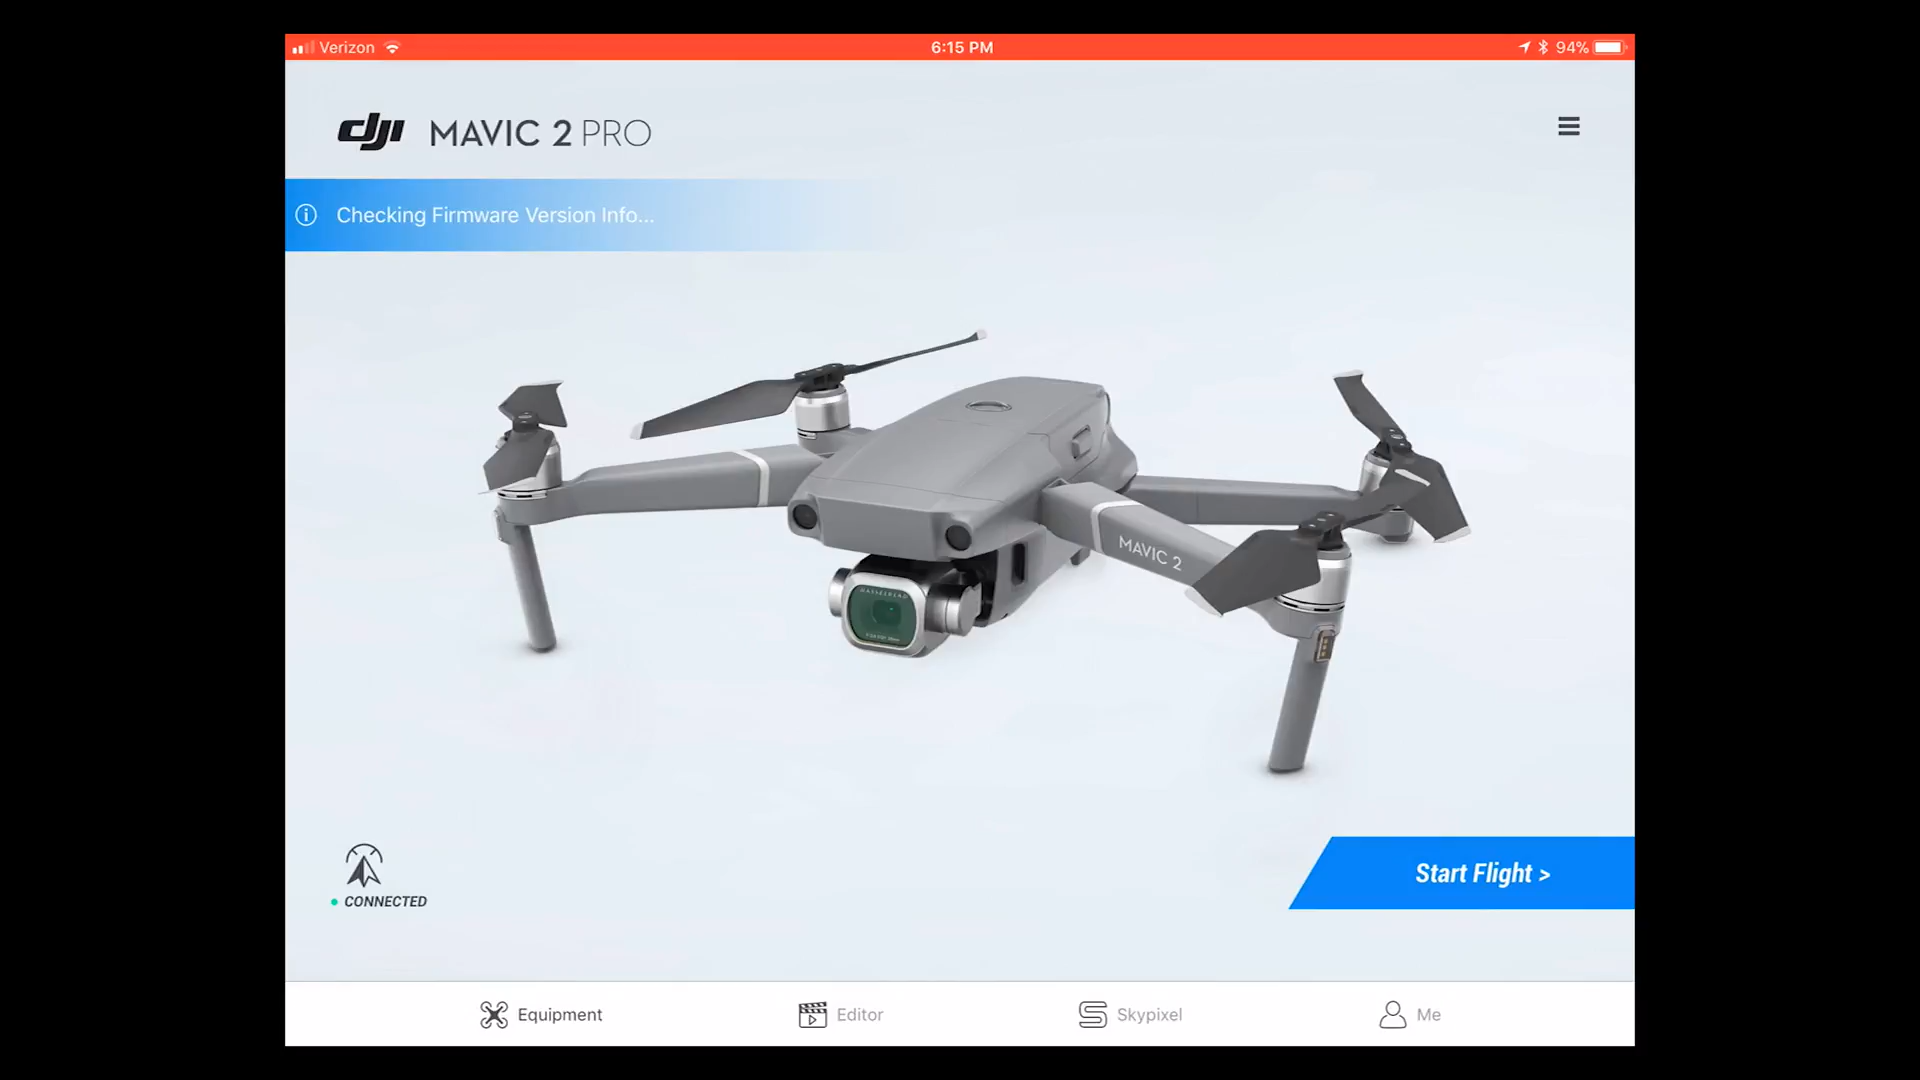 Verizon 6:15 PM 94%
dji MAVIC 2 PRO
Checking Firmware Version Info...
MAVIC 2
HASSELBLAD
CONNECTED
Start Flight >
Equipment Editor Skypixel Me